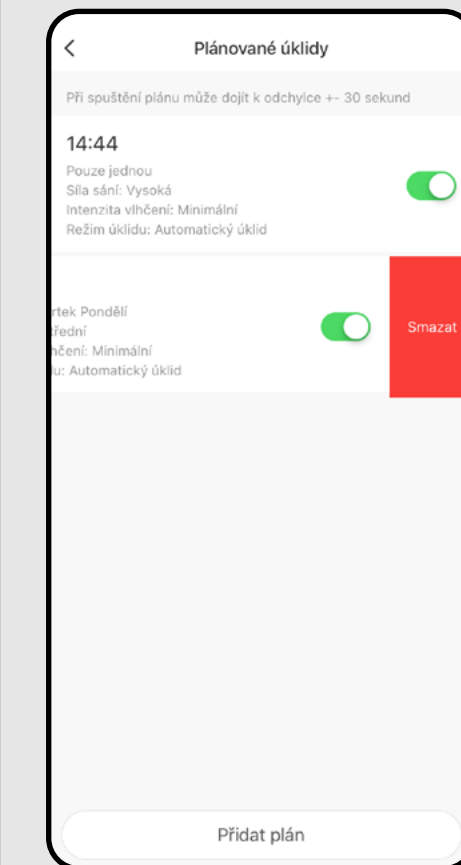 Plánované úklidy
Při spuštění plánu může dojít k odchylce +- 30 sekund
14:44
Pouze jednou
Síla sání: Vysoká
Intenzita vlhčení: Minimální
Režim úklidu: Automatický úklid
rtek Pondělí
třední
hčení: Minimální
lu: Automatický úklid
Smazat
Přidat plán